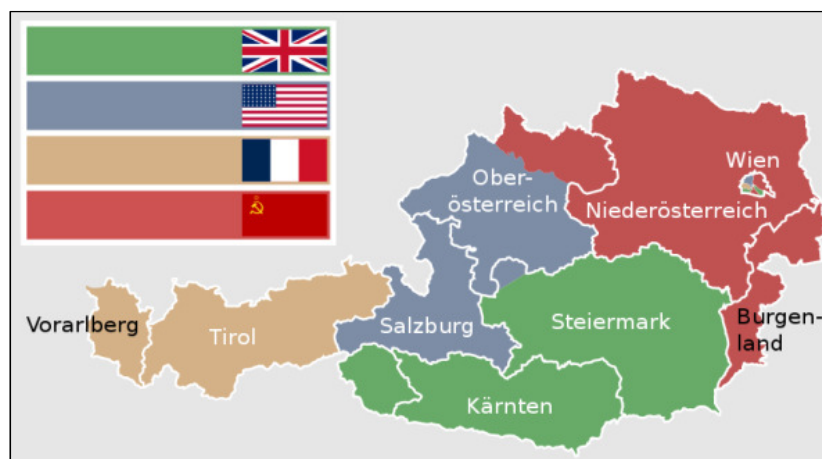 Wien
Ober-
österreich
Niederösterreich
Vorarlberg
Tirol
Salzburg
Steiermark
Burgen-
land
Kärnten